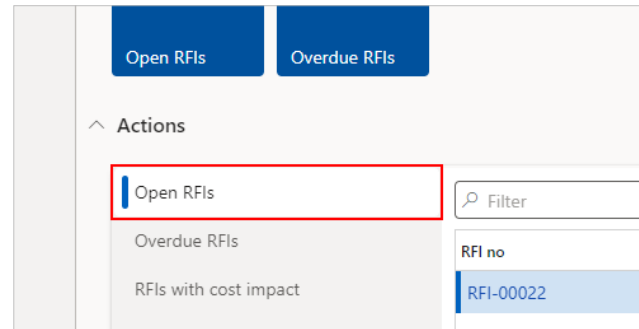 Open RFIs
Overdue RFIs
Actions
Open RFIs
Overdue RFIs
RFIs with cost impact
Filter
RFI no
RFI-00022